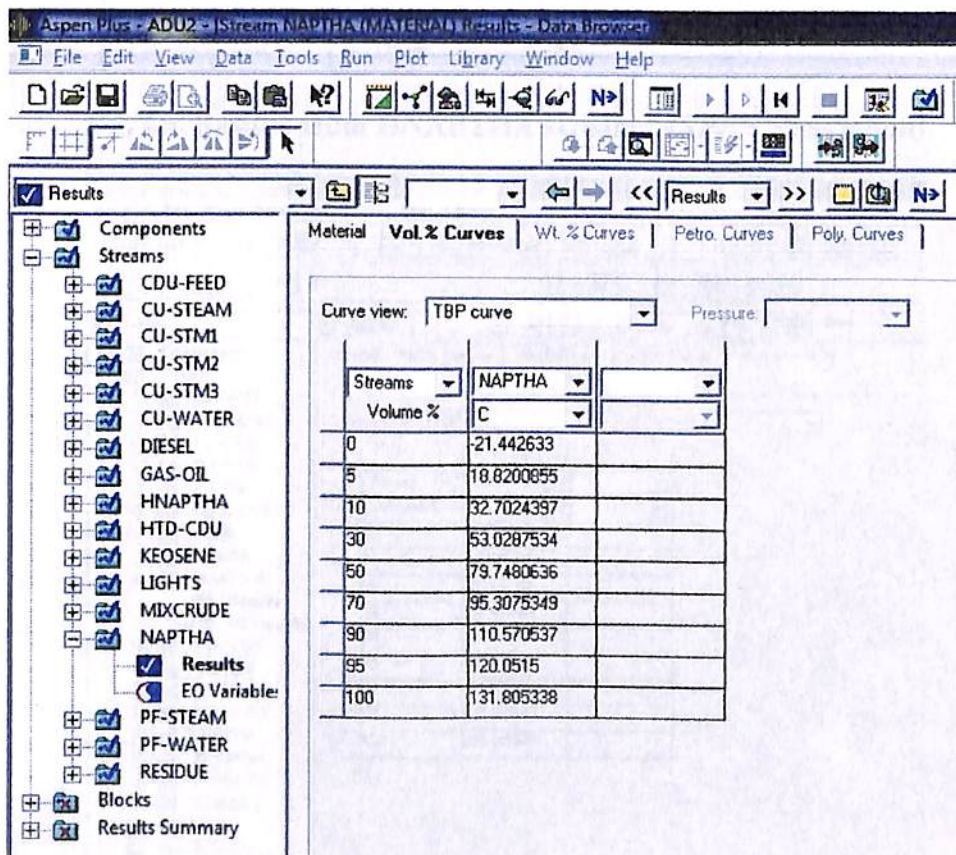 Aspen Plus - ADU2 - [Stream NAPTHA (MATERIAL) Results - Data Browser]
File Edit View Data Tools Run Plot Library Window Help
N>
Results
<< Results >> N>
Components
Streams
CDU-FEED
CU-STEAM
CU-STM1
CU-STM2
CU-STM3
CU-WATER
DIESEL
GAS-OIL
HNAPTHA
HTD-CDU
KEOSENE
LIGHTS
MIXCRUDE
NAPTHA
Results
EO Variable
PF-STEAM
PF-WATER
RESIDUE
Blocks
Results Summary
Material Vol.% Curves Wt. % Curves Petro. Curves Poly. Curves
Curve view: TBP curve Pressure:
Streams NAPTHA
Volume % C
0 -21.442633
5 18.8200855
10 32.7024397
30 53.0287534
50 79.7480636
70 95.3075349
90 110.570537
95 120.0515
100 131.805338